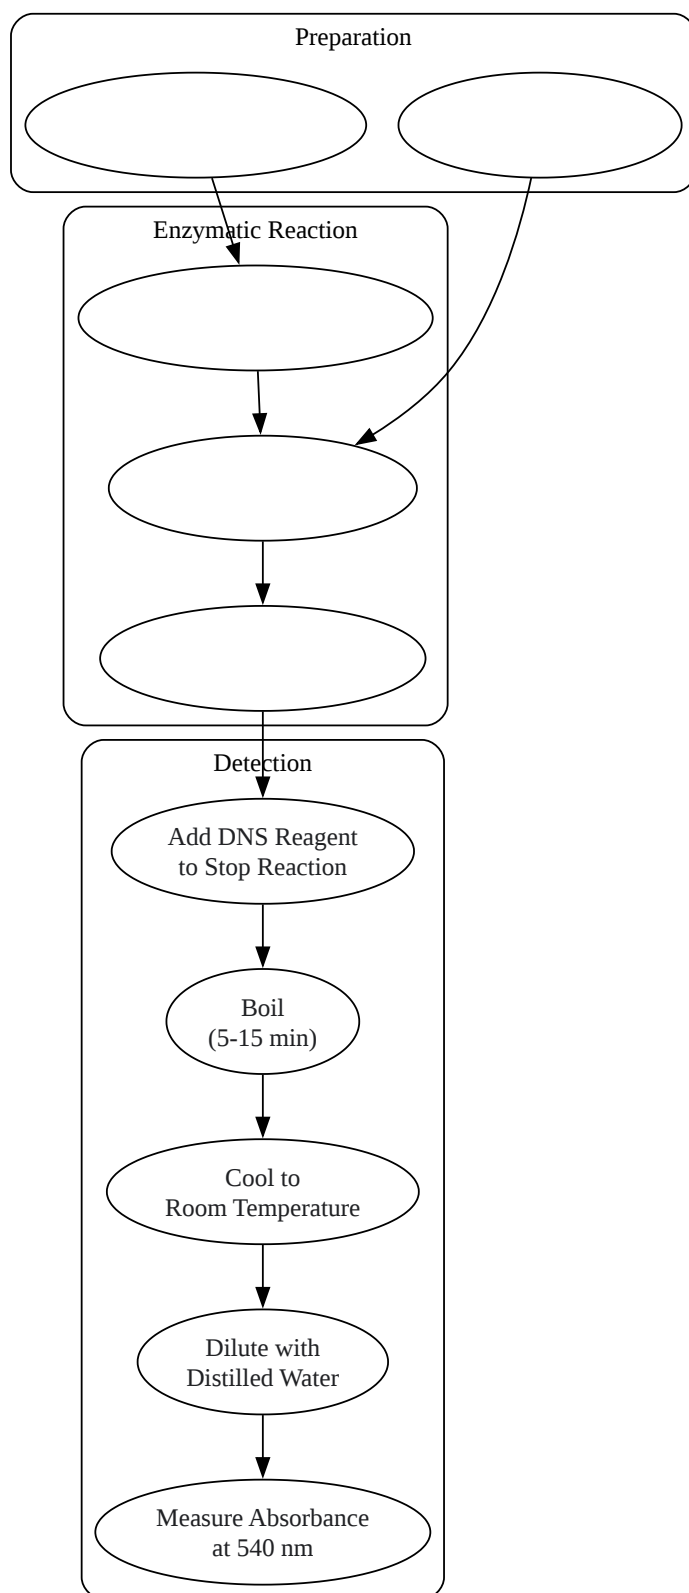 Preparation
Enzymatic Reaction
Detection
Add DNS Reagent
to Stop Reaction
Boil
(5-15 min)
Cool to
Room Temperature
Dilute with
Distilled Water
Measure Absorbance
at 540 nm